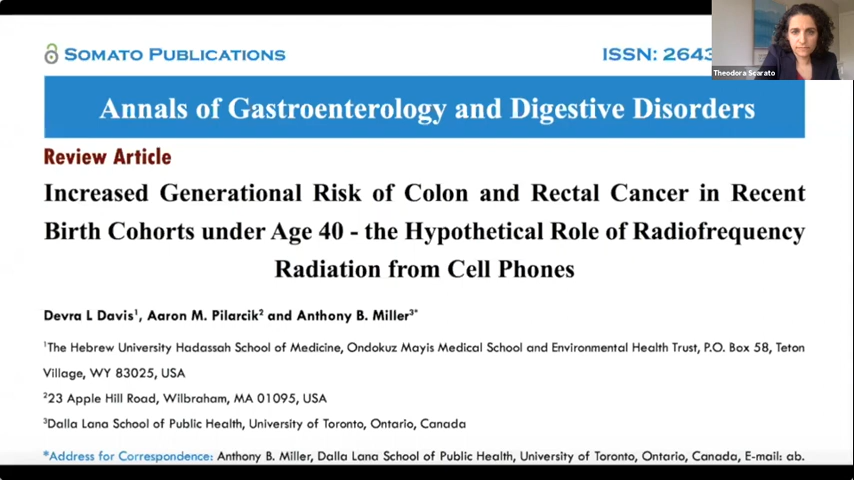 SOMATO PUBLICATIONS
ISSN: 2643
Theodora Scarato
Annals of Gastroenterology and Digestive Disorders
Review Article
Increased Generational Risk of Colon and Rectal Cancer in Recent
Birth Cohorts under Age 40 - the Hypothetical Role of Radiofrequency
Radiation from Cell Phones
Devra L Davis¹, Aaron M. Pilarcik² and Anthony B. Miller³*
¹The Hebrew University Hadassah School of Medicine, Ondokuz Mayis Medical School and Environmental Health Trust, P.O. Box 58, Teton
Village, WY 83025, USA
²23 Apple Hill Road, Wilbraham, MA 01095, USA
³Dalla Lana School of Public Health, University of Toronto, Ontario, Canada
*Address for Correspondence: Anthony B. Miller, Dalla Lana School of Public Health, University of Toronto, Ontario, Canada, E-mail: ab.